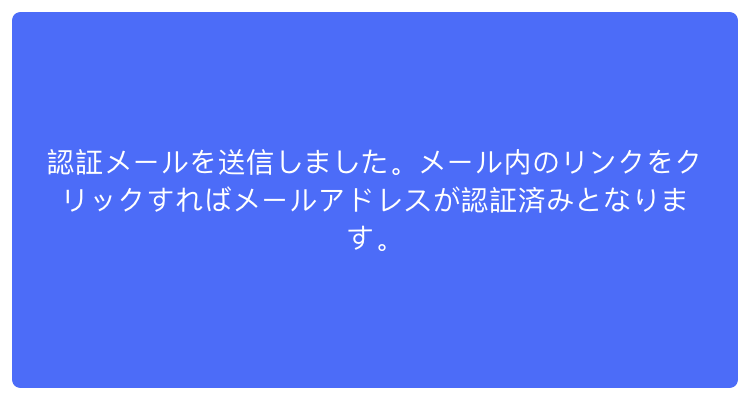 認証メールを送信しました。メール内のリンクをク
リックすればメールアドレスが認証済みとなりま
す。